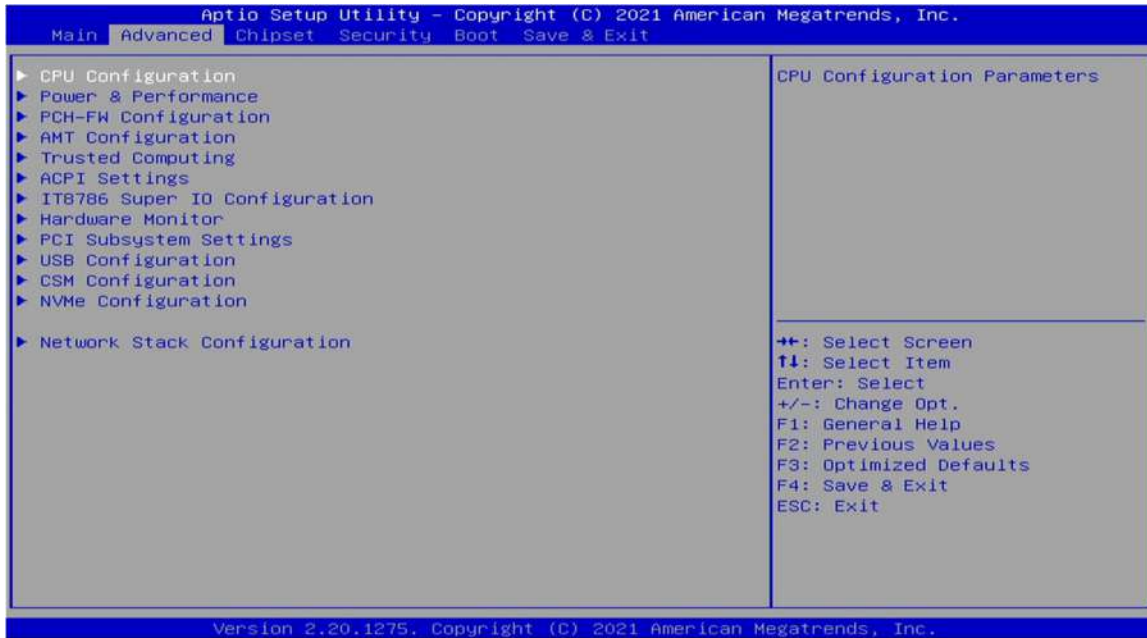 Aptio Setup Utility – Copyright (C) 2021 American Megatrends, Inc.
Main Advanced Chipset Security Boot Save & Exit
▶ CPU Configuration
▶ Power & Performance
▶ PCH-FW Configuration
▶ AMT Configuration
▶ Trusted Computing
▶ ACPI Settings
▶ IT8786 Super IO Configuration
▶ Hardware Monitor
▶ PCI Subsystem Settings
▶ USB Configuration
▶ CSM Configuration
▶ NVMe Configuration
▶ Network Stack Configuration
CPU Configuration Parameters
→←: Select Screen
↑↓: Select Item
Enter: Select
+/-: Change Opt.
F1: General Help
F2: Previous Values
F3: Optimized Defaults
F4: Save & Exit
ESC: Exit
Version 2.20.1275. Copyright (C) 2021 American Megatrends, Inc.